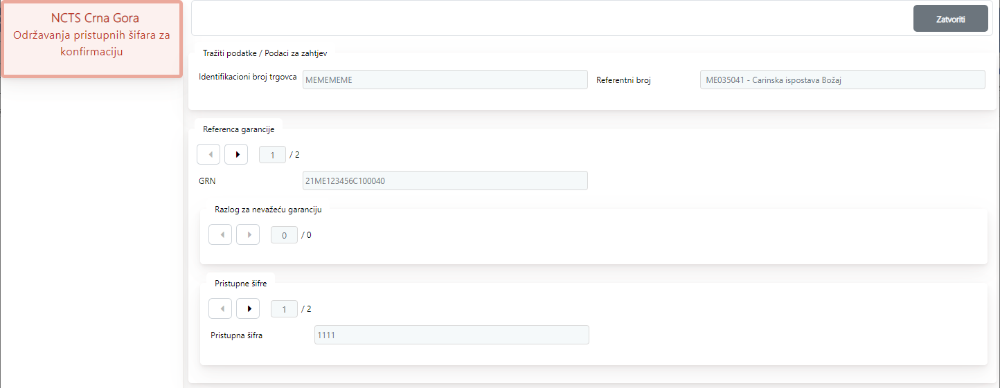 NCTS Crna Gora
Održavanja pristupnih šifara za
konfirmaciju
Zatvoriti
Tražiti podatke / Podaci za zahtjev
Identifikacioni broj trgovca MEMEMEME Referentni broj ME035041 - Carinska ispostava Božaj
Referenca garancije
1 / 2
GRN 21ME123456C100040
Razlog za nevažeću garanciju
0 / 0
Pristupne šifre
1 / 2
Pristupna šifra 1111